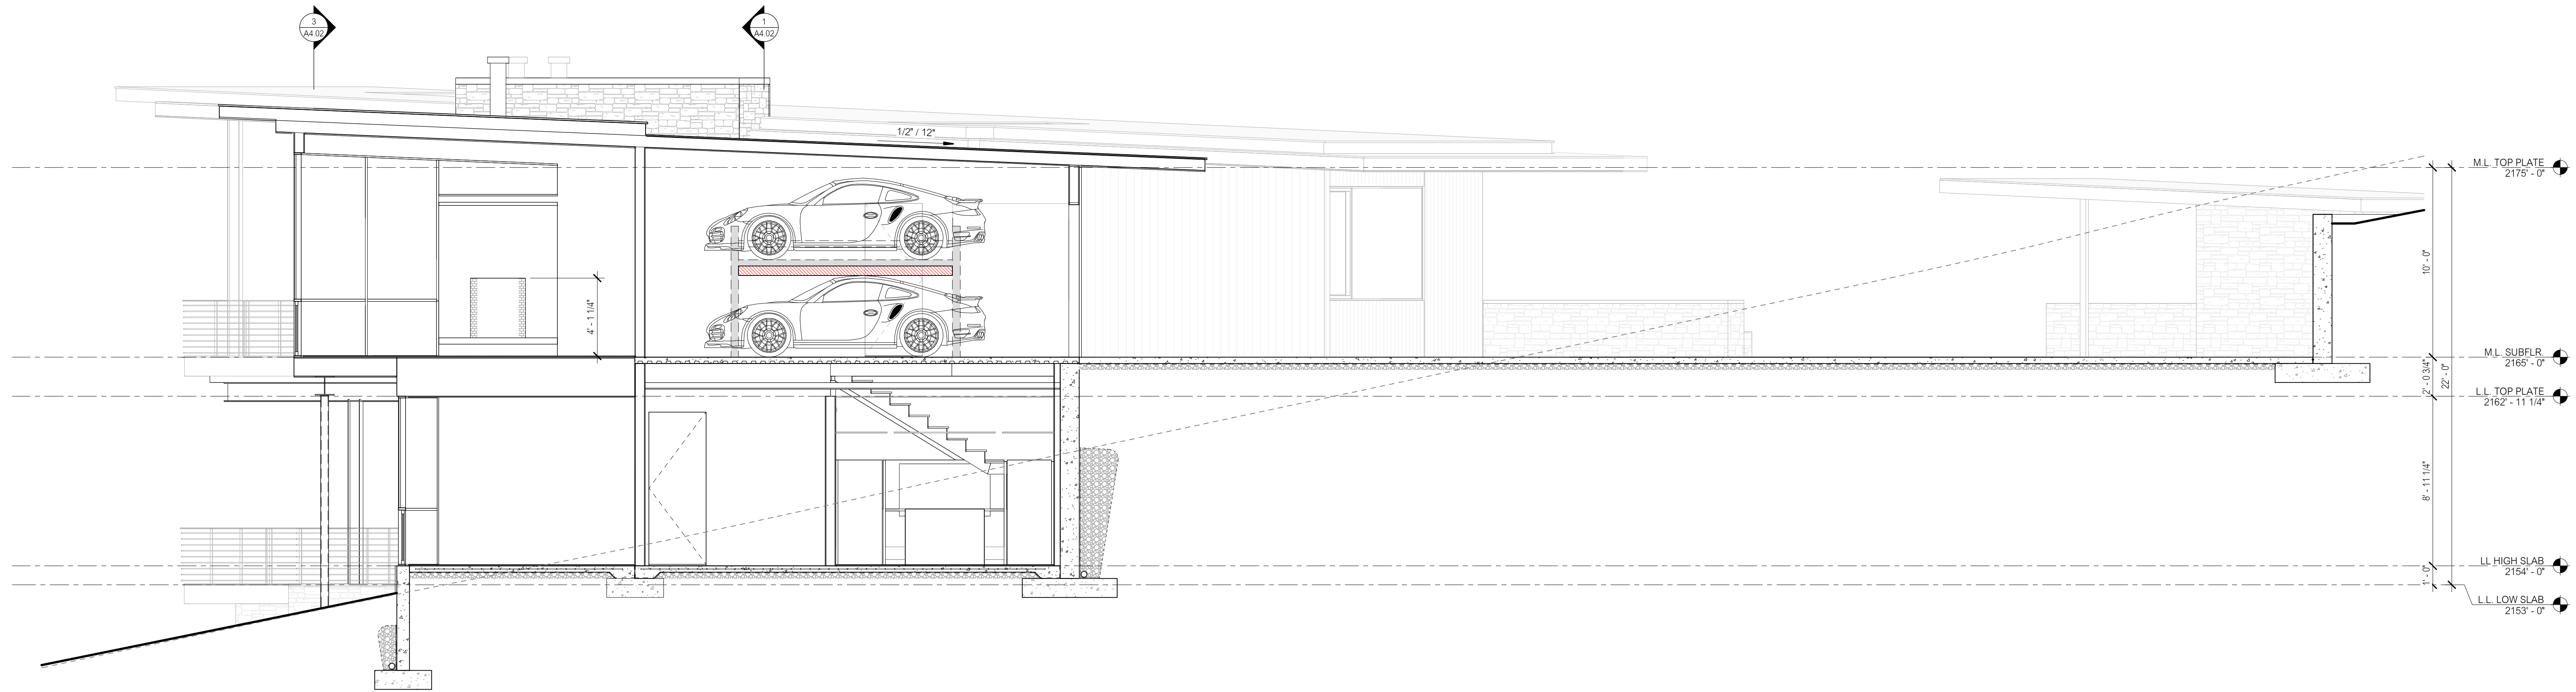 3
A4.02
1
A4.02
1/2" / 12"
M.L. TOP PLATE
2175' - 0"
10' - 0"
4' - 1 1/4"
M.L. SUBFLR.
2165' - 0"
2' - 0 3/4"
22' - 0"
L.L. TOP PLATE
2162' - 11 1/4"
8' - 11 1/4"
LL HIGH SLAB
2154' - 0"
1' - 0"
L.L. LOW SLAB
2153' - 0"